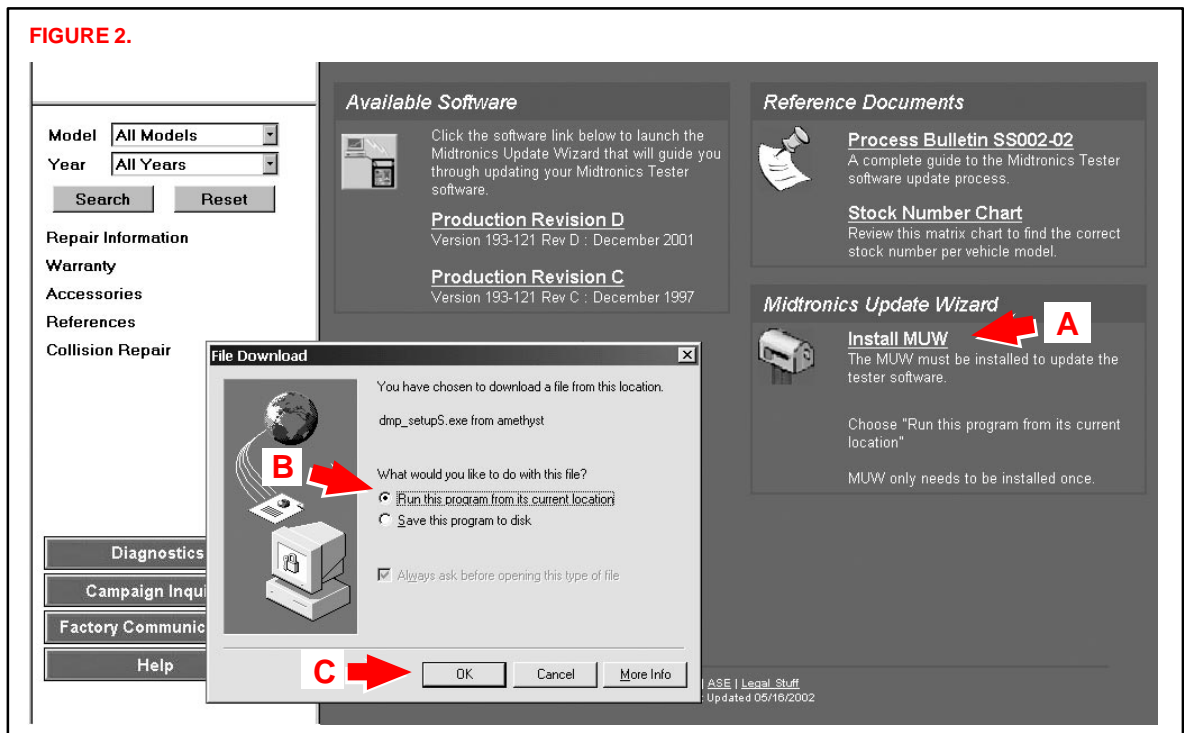 FIGURE 2.
Model All Models
Year All Years
Search Reset
Repair Information
Warranty
Accessories
References
Collision Repair
Diagnostics
Campaign Inqui
Factory Communic
Help
Available Software
Click the software link below to launch the
Midtronics Update Wizard that will guide you
through updating your Midtronics Tester
software.
Production Revision D
Version 193-121 Rev D : December 2001
Production Revision C
Version 193-121 Rev C : December 1997
Reference Documents
Process Bulletin SS002-02
A complete guide to the Midtronics Tester
software update process.
Stock Number Chart
Review this matrix chart to find the correct
stock number per vehicle model.
Midtronics Update Wizard
Install MUW
A
The MUW must be installed to update the
tester software.
Choose "Run this program from its current
location"
MUW only needs to be installed once.
File Download
You have chosen to download a file from this location.
dmp_setupS.exe from amethyst
What would you like to do with this file?
B
Run this program from its current location
Save this program to disk
Always ask before opening this type of file
C
OK Cancel More Info
| ASE | Legal Stuff
Updated 05/16/2002